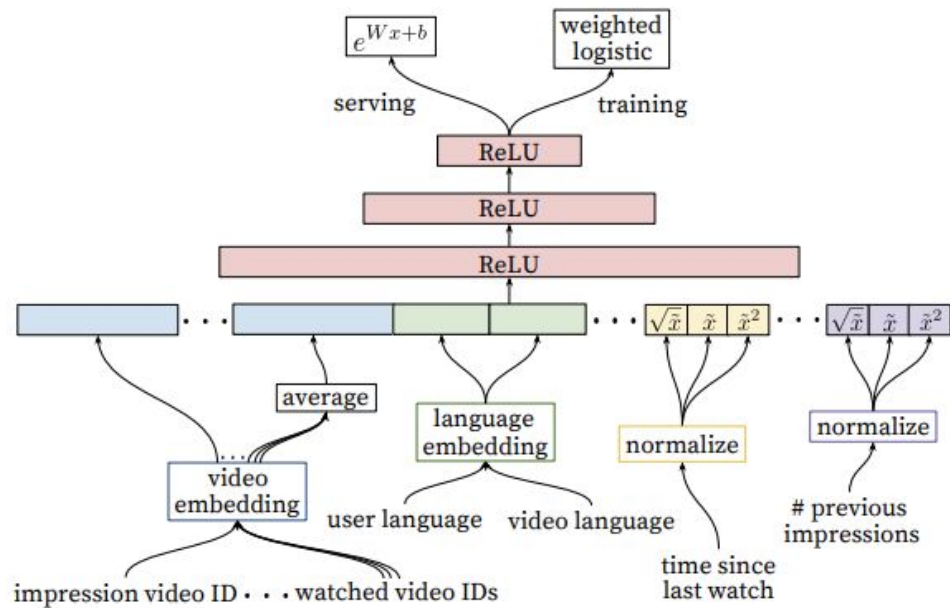 e^{Wx+b}
weighted
logistic
serving
training
ReLU
ReLU
ReLU
√x̃ x̃ x̃²
√x̃ x̃ x̃²
average
language
embedding
normalize
normalize
video
embedding
user language
video language
# previous
impressions
time since
last watch
impression video ID
watched video IDs